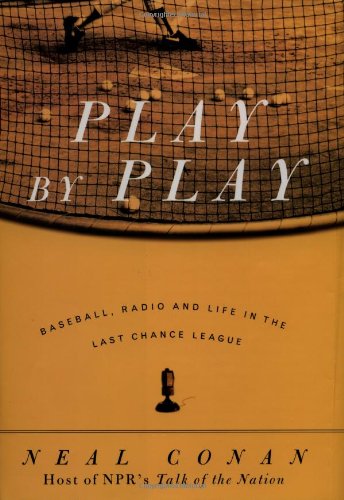 PLAY
BY PLAY
BASEBALL, RADIO AND LIFE IN THE
LAST CHANCE LEAGUE
NEAL CONAN
Host of NPR's Talk of the Nation